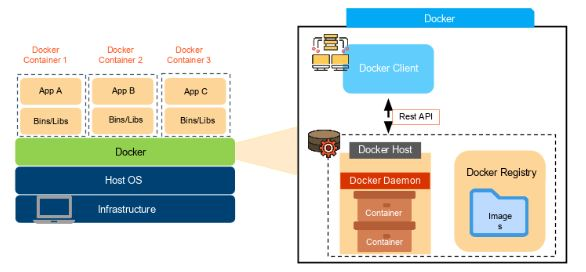 Docker
Container 1
Docker
Container 2
Docker
Container 3
App A
App B
App C
Bins/Libs
Bins/Libs
Bins/Libs
Docker
Host OS
Infrastructure
Docker
Docker Client
Rest API
Docker Host
Docker Daemon
Container
Container
Docker Registry
Image
s